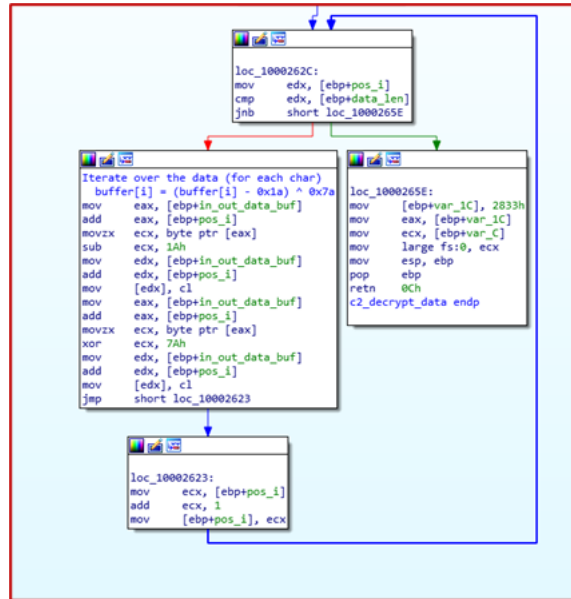 loc_1000262C:
mov edx, [ebp+pos_i]
cmp edx, [ebp+data_len]
jnb short loc_1000265E
Iterate over the data (for each char)
buffer[i] = (buffer[i] - 0x1a) ^ 0x7a
mov eax, [ebp+in_out_data_buf]
add eax, [ebp+pos_i]
movzx ecx, byte ptr [eax]
sub ecx, 1Ah
mov edx, [ebp+in_out_data_buf]
add edx, [ebp+pos_i]
mov [edx], cl
mov eax, [ebp+in_out_data_buf]
add eax, [ebp+pos_i]
movzx ecx, byte ptr [eax]
xor ecx, 7Ah
mov edx, [ebp+in_out_data_buf]
add edx, [ebp+pos_i]
mov [edx], cl
jmp short loc_10002623
loc_1000265E:
mov [ebp+var_1C], 2833h
mov eax, [ebp+var_1C]
mov ecx, [ebp+var_C]
mov large fs:0, ecx
mov esp, ebp
pop ebp
retn 0Ch
c2_decrypt_data endp
loc_10002623:
mov ecx, [ebp+pos_i]
add ecx, 1
mov [ebp+pos_i], ecx